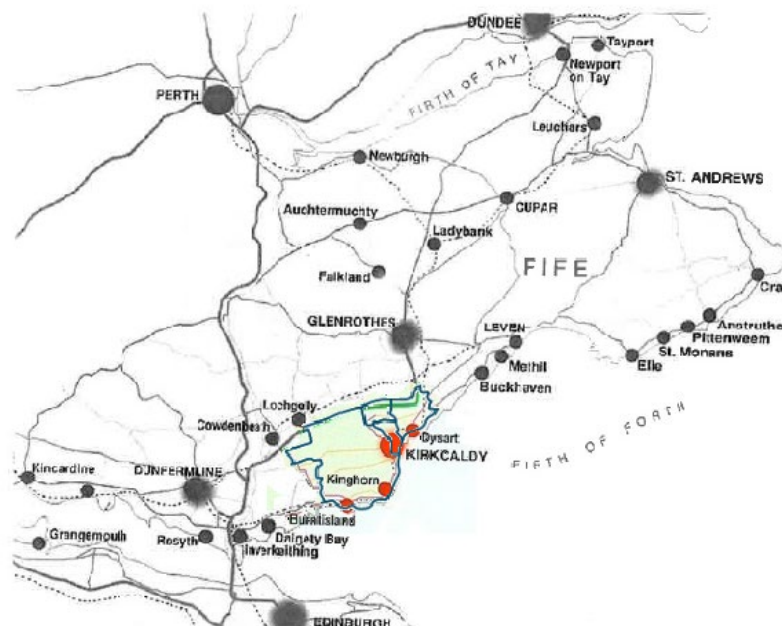 DUNDEE
Tayport
Newport
on Tay
FIRTH OF TAY
PERTH
Leuchars
Newburgh
ST. ANDREWS
CUPAR
Auchtermuchty
Ladybank
FIFE
Falkland
Cra
GLENROTHES
Anstruthe
LEVEN
Pittenweem
Methil
St. Monans
Elie
Buckhaven
Lochgelly
FIRTH OF FORTH
Cowdenbeath
Dysart
KIRKCALDY
Kincardine
DUNFERMLINE
Kinghorn
Burntisland
Grangemouth
Rosyth
Dalgety Bay
Inverkeithing
EDINBURGH